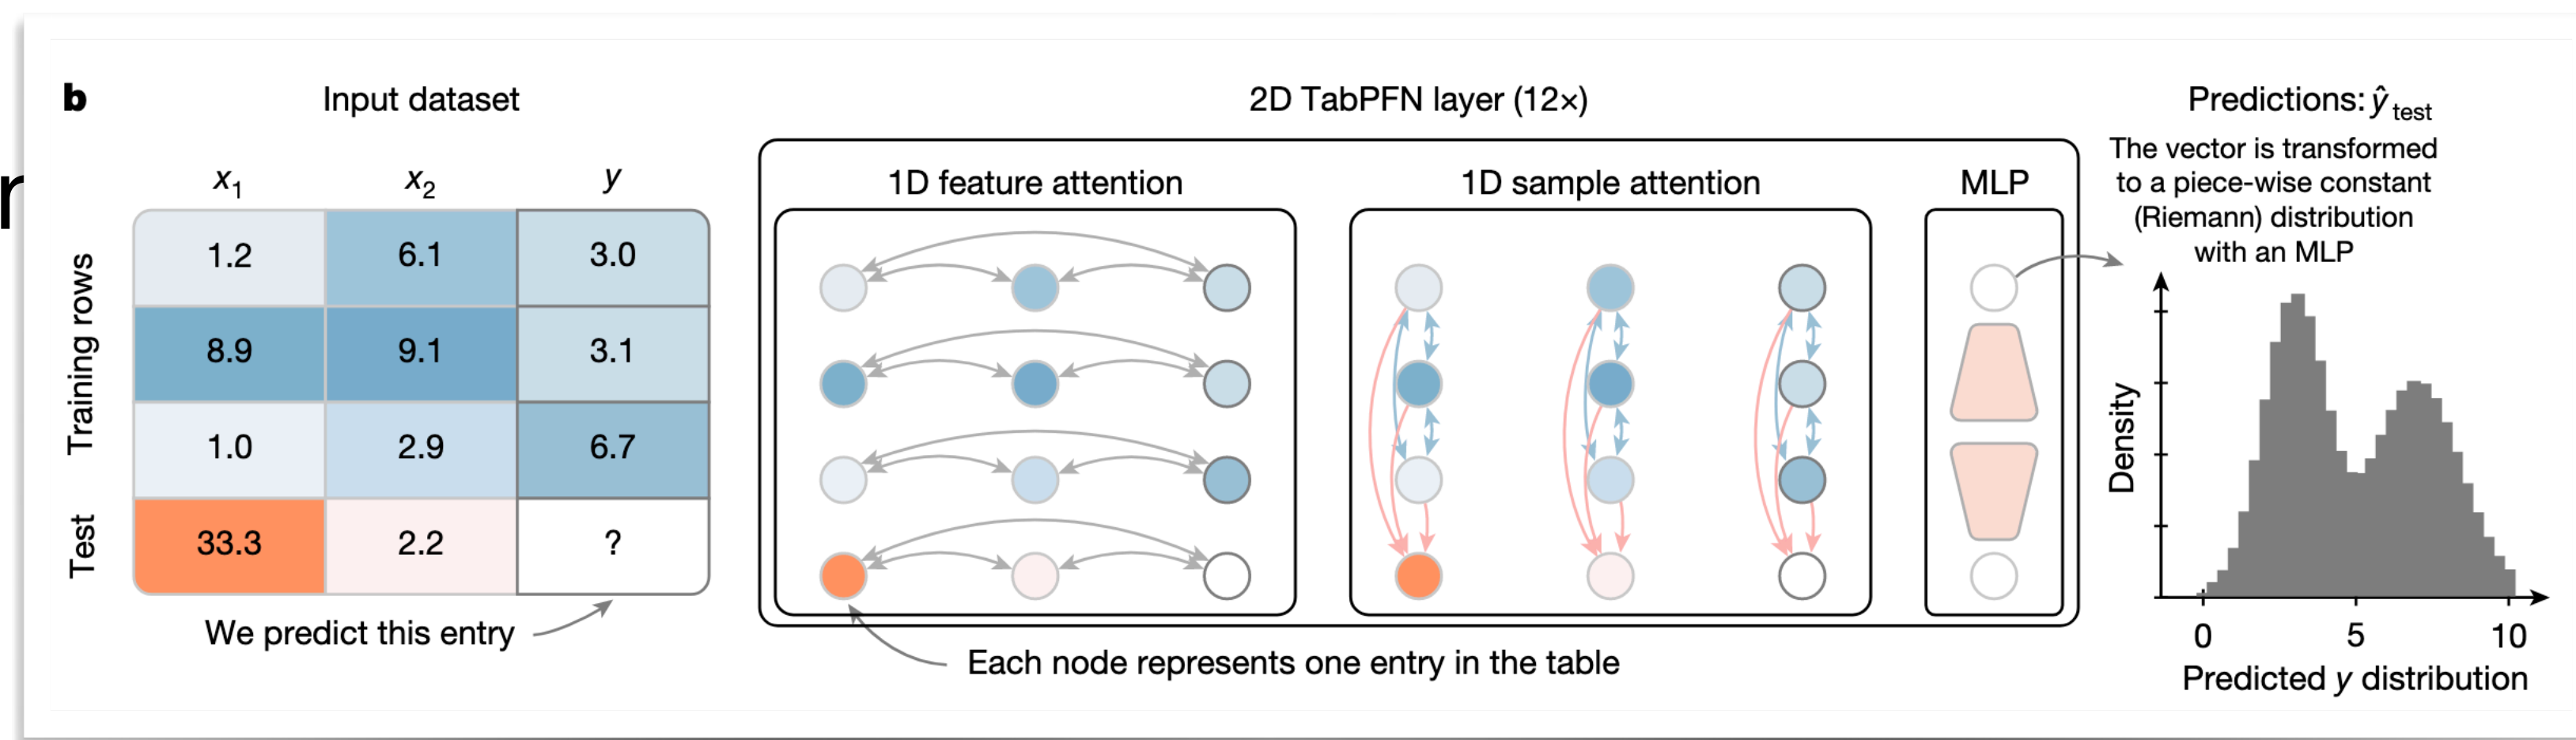 r
b
Input dataset
x₁ x₂ y
Training rows
1.2 6.1 3.0
8.9 9.1 3.1
1.0 2.9 6.7
Test
33.3 2.2 ?
We predict this entry
2D TabPFN layer (12×)
1D feature attention
1D sample attention
MLP
Each node represents one entry in the table
Predictions: ŷ test
The vector is transformed
to a piece-wise constant
(Riemann) distribution
with an MLP
Density
0 5 10
Predicted y distribution